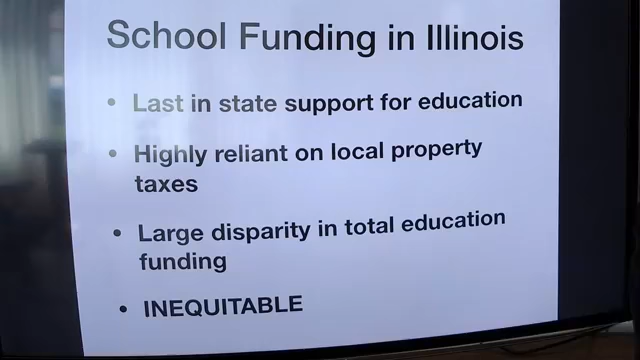 School Funding in Illinois
• Last in state support for education
• Highly reliant on local property
taxes
• Large disparity in total education
funding
• INEQUITABLE